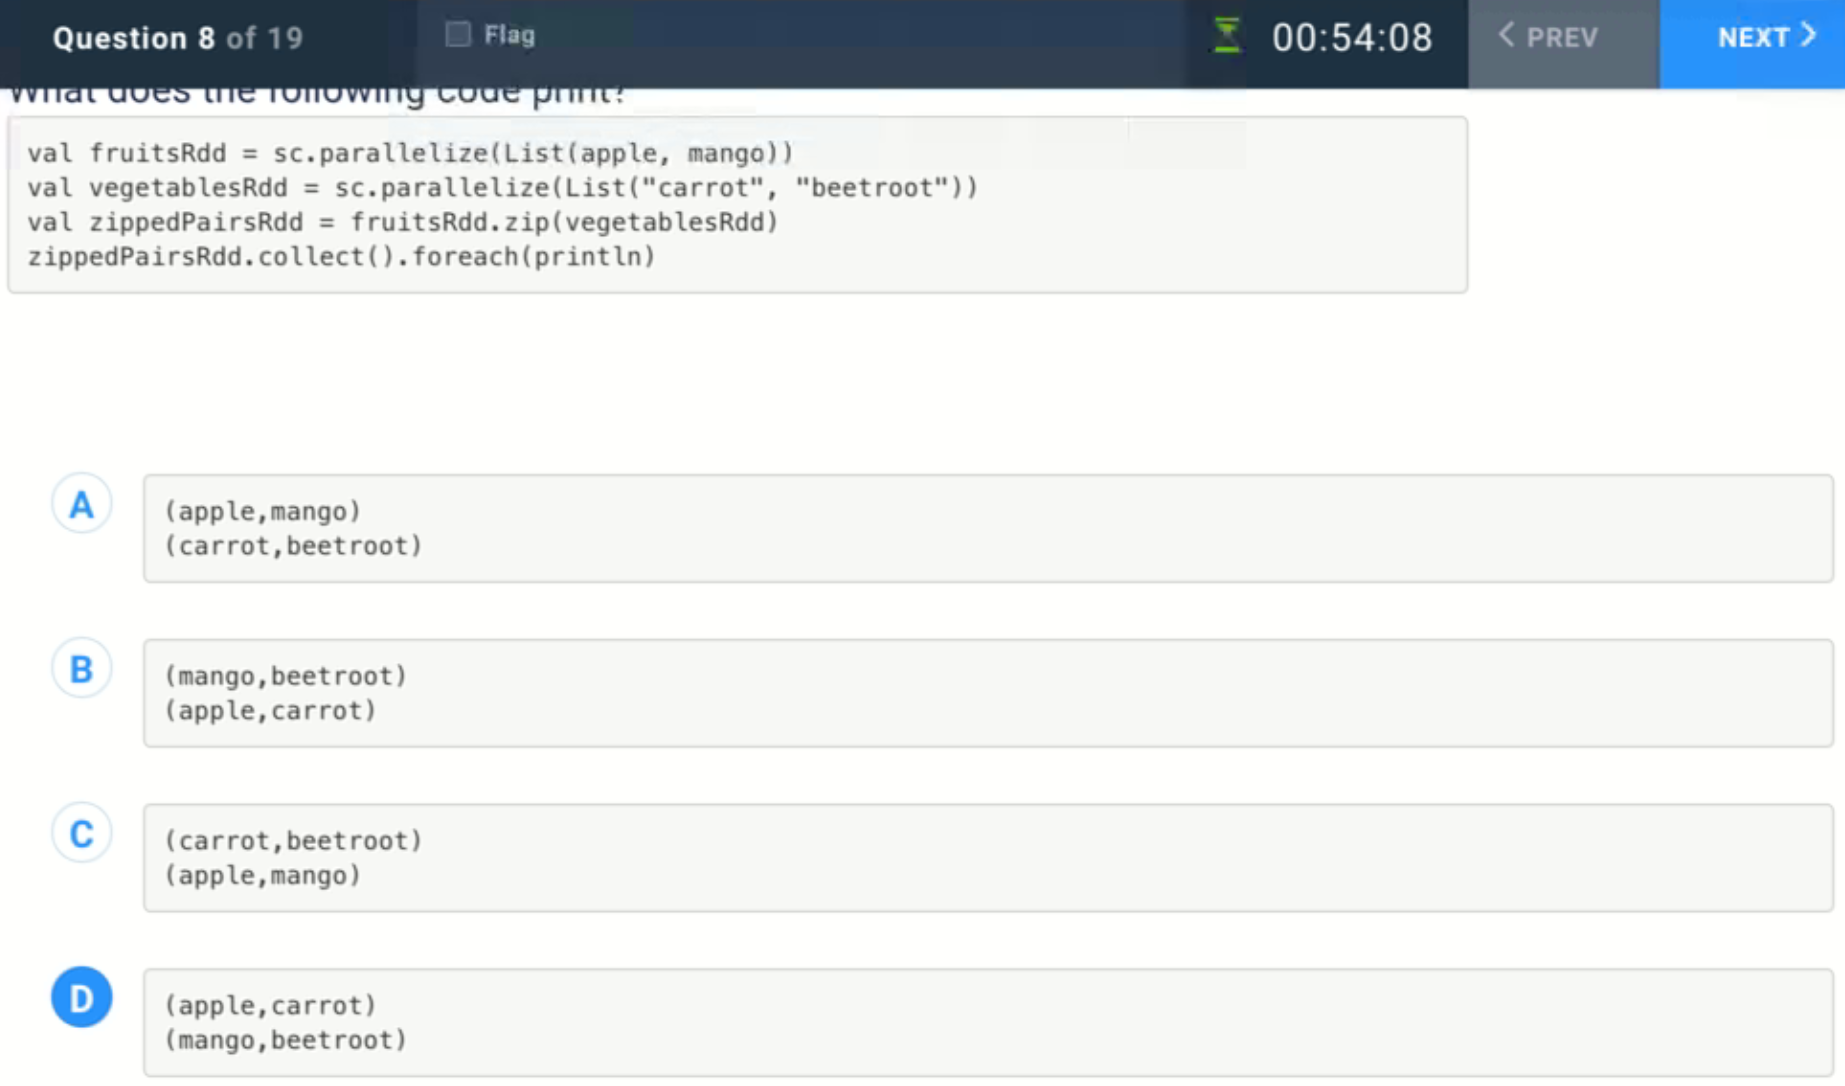 Question 8 of 19
Flag
00:54:08
PREV
NEXT
What does the following code print?
val fruitsRdd = sc.parallelize(List(apple, mango))
val vegetablesRdd = sc.parallelize(List("carrot", "beetroot"))
val zippedPairsRdd = fruitsRdd.zip(vegetablesRdd)
zippedPairsRdd.collect().foreach(println)
A
(apple,mango)
(carrot,beetroot)
B
(mango,beetroot)
(apple,carrot)
C
(carrot,beetroot)
(apple,mango)
D
(apple,carrot)
(mango,beetroot)